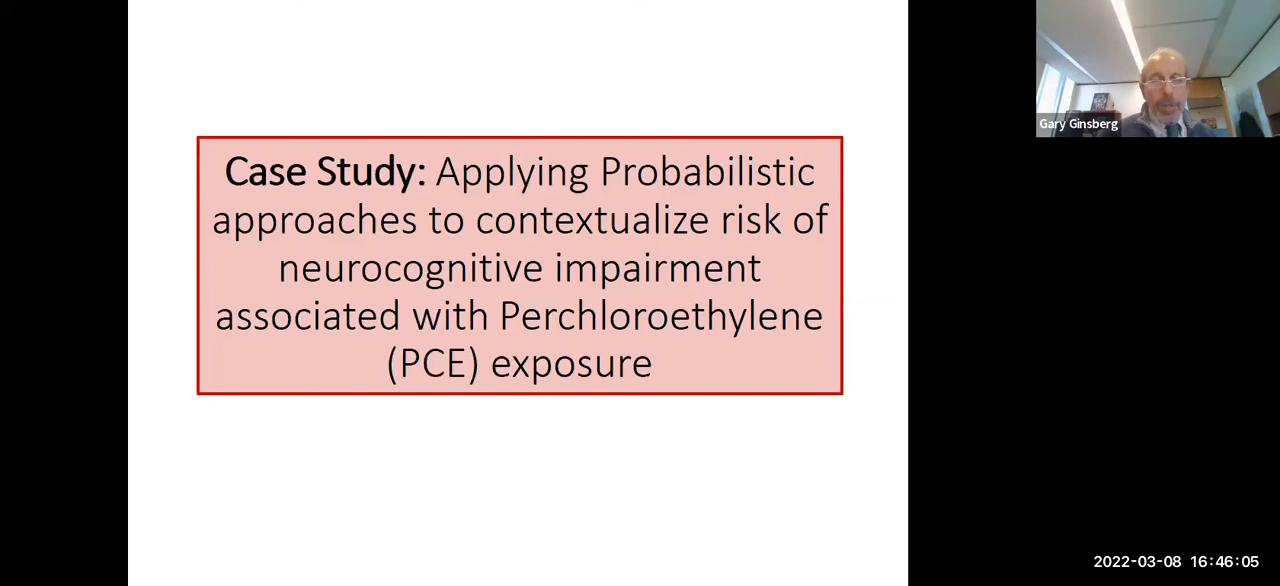 Case Study: Applying Probabilistic
approaches to contextualize risk of
neurocognitive impairment
associated with Perchloroethylene
(PCE) exposure
Gary Ginsberg
2022-03-08 16:46:05